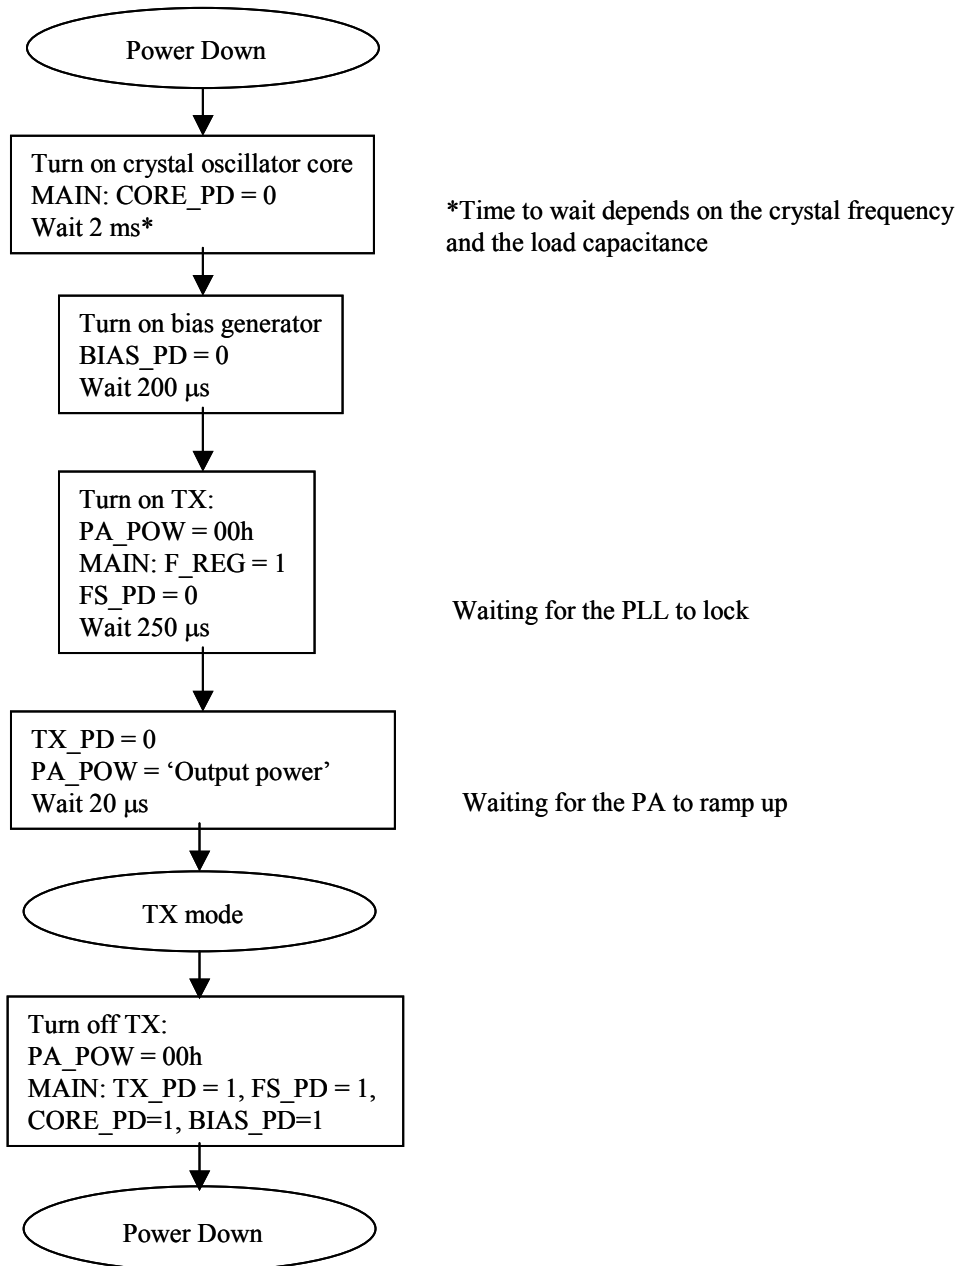 Power Down
Turn on crystal oscillator core
MAIN: CORE_PD = 0
Wait 2 ms*
*Time to wait depends on the crystal frequency
and the load capacitance
Turn on bias generator
BIAS_PD = 0
Wait 200 μs
Turn on TX:
PA_POW = 00h
MAIN: F_REG = 1
FS_PD = 0
Wait 250 μs
Waiting for the PLL to lock
TX_PD = 0
PA_POW = ‘Output power’
Wait 20 μs
Waiting for the PA to ramp up
TX mode
Turn off TX:
PA_POW = 00h
MAIN: TX_PD = 1, FS_PD = 1,
CORE_PD=1, BIAS_PD=1
Power Down